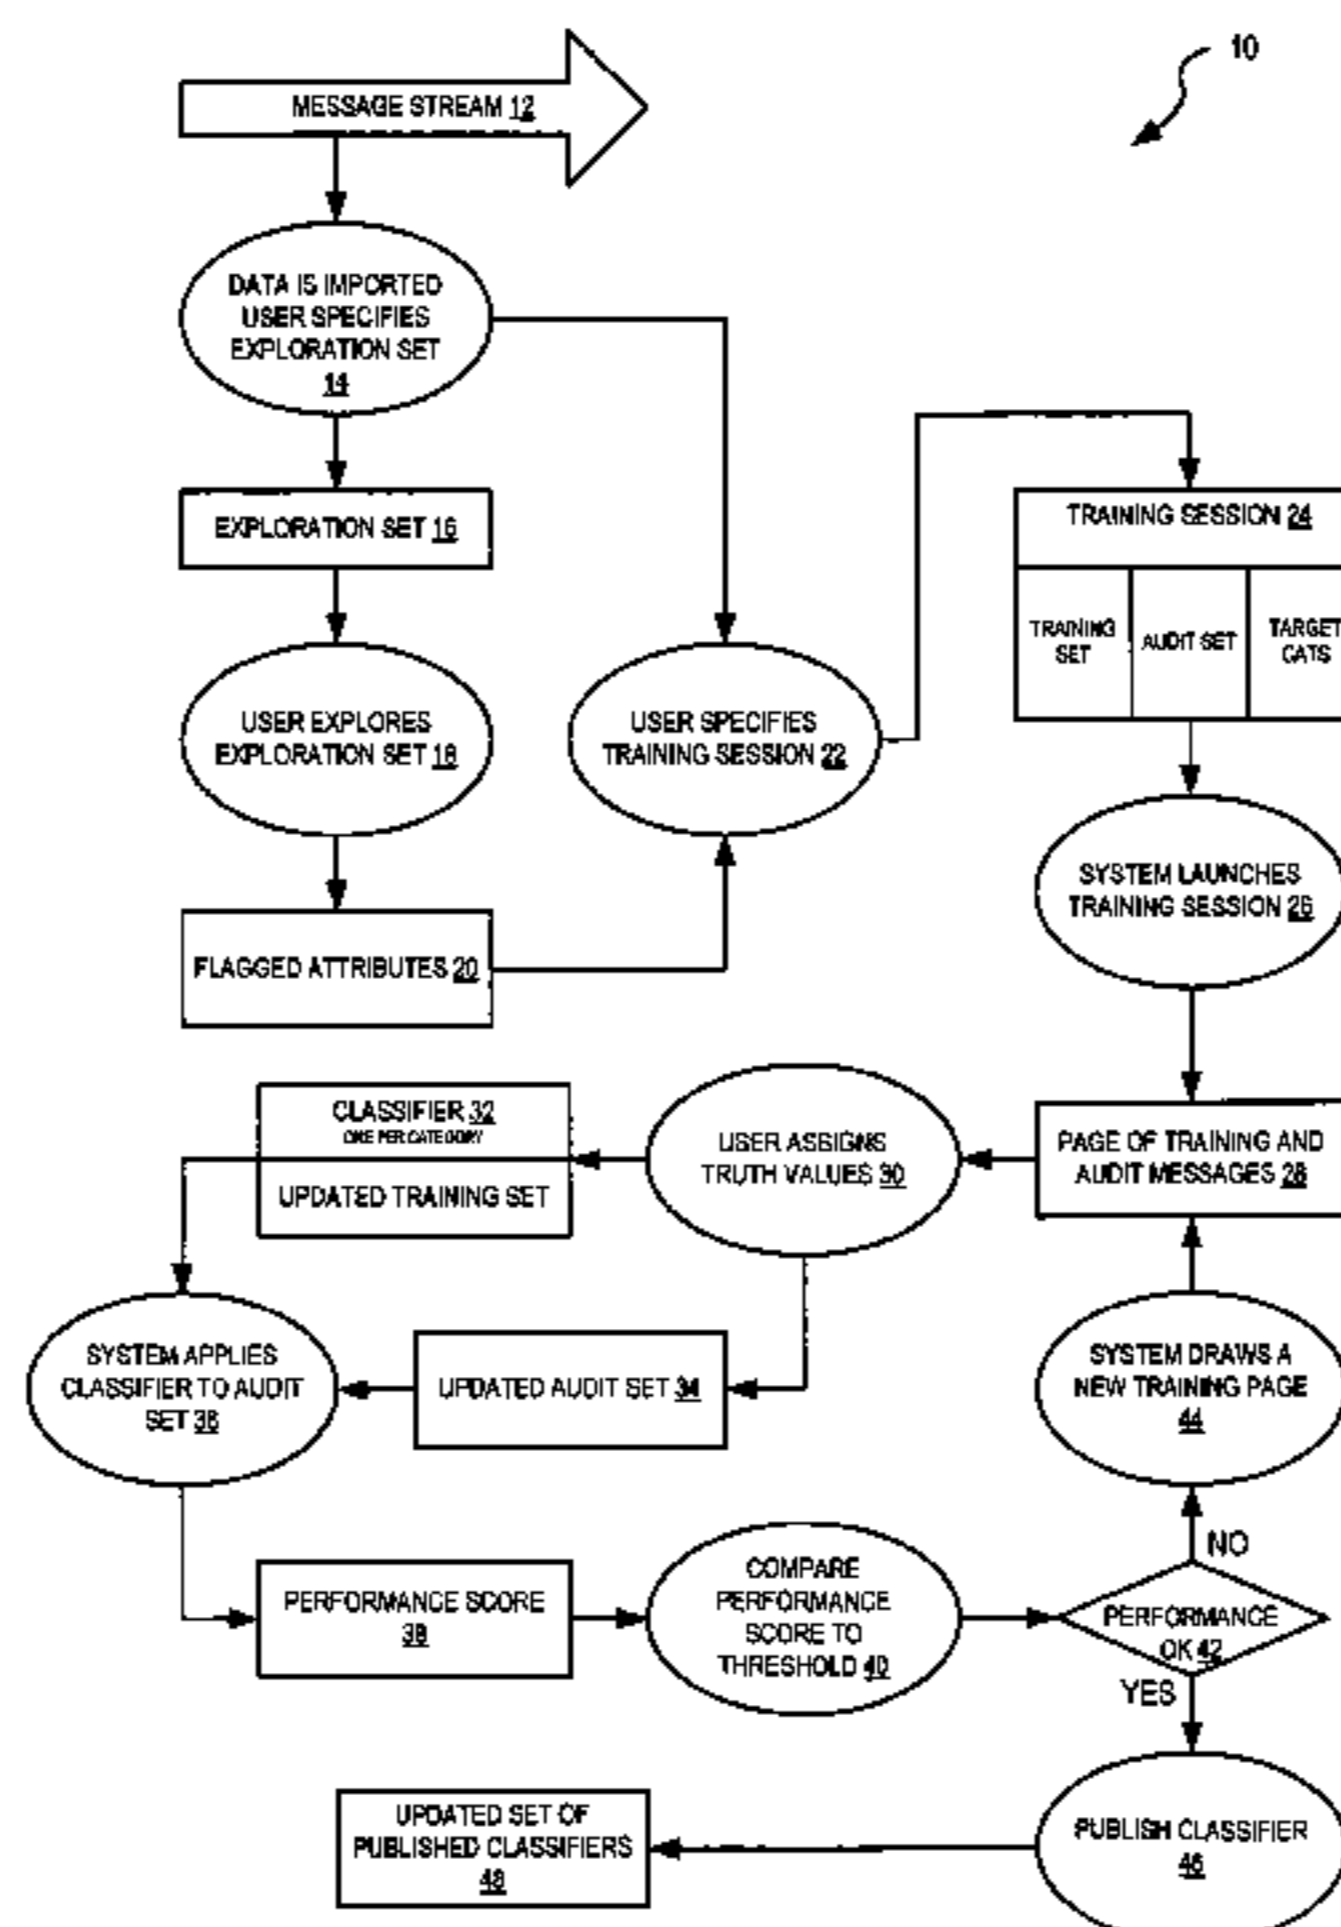 10
MESSAGE STREAM 12
DATA IS IMPORTED
USER SPECIFIES
EXPLORATION SET
14
EXPLORATION SET 16
TRAINING SESSION 24
TRAINING
SET
AUDIT SET
TARGET
CATS
USER EXPLORES
EXPLORATION SET 18
USER SPECIFIES
TRAINING SESSION 22
SYSTEM LAUNCHES
TRAINING SESSION 26
FLAGGED ATTRIBUTES 20
CLASSIFIER 32
ONE PER CATEGORY
UPDATED TRAINING SET
USER ASSIGNS
TRUTH VALUES 30
PAGE OF TRAINING AND
AUDIT MESSAGES 28
SYSTEM APPLIES
CLASSIFIER TO AUDIT
SET 36
UPDATED AUDIT SET 34
SYSTEM DRAWS A
NEW TRAINING PAGE
44
NO
PERFORMANCE SCORE
38
COMPARE
PERFORMANCE
SCORE TO
THRESHOLD 40
PERFORMANCE
OK 42
YES
UPDATED SET OF
PUBLISHED CLASSIFIERS
48
PUBLISH CLASSIFIER
46